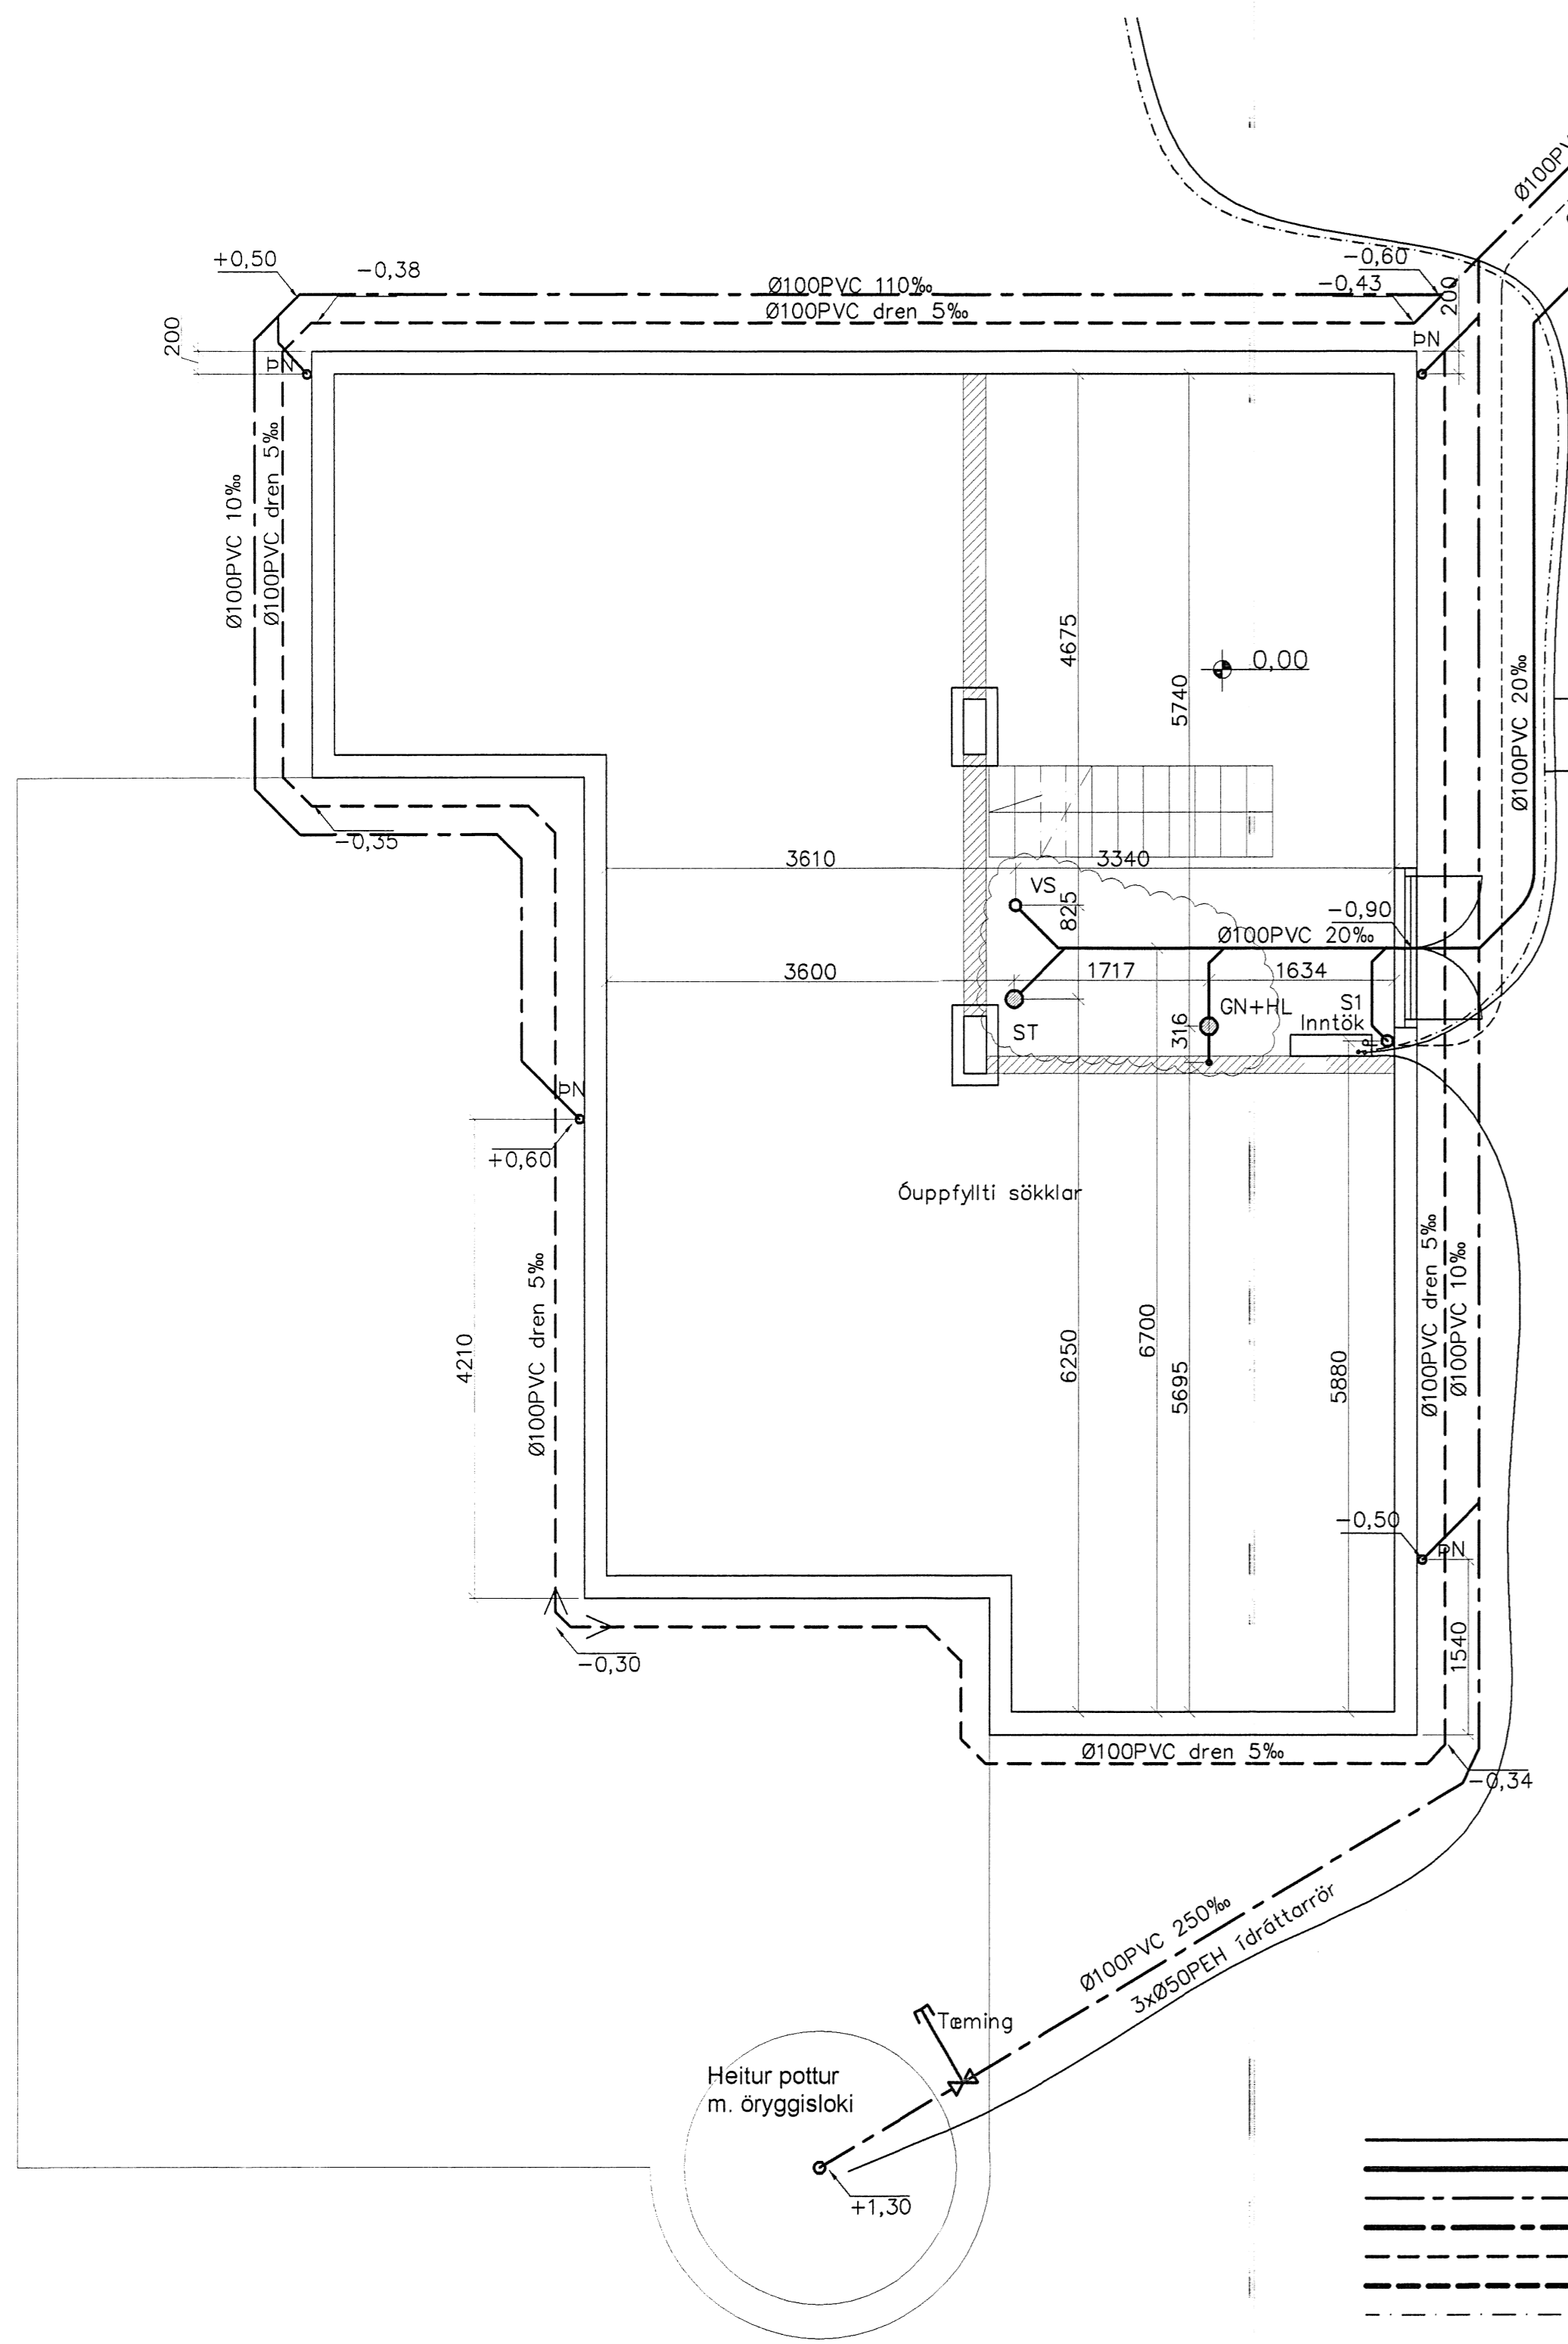 Ø100PV
+0,50
-0,38
-0,60
-0,43
Ø100PVC 110‰
Ø100PVC dren 5‰
200
200
ÞN
ÞN
Ø100PVC 10‰
Ø100PVC dren 5‰
4675
5740
0,00
Ø100PVC 20‰
-0,35
3610
3340
VS
825
-0,90
Ø100PVC 20‰
3600
1717
1634
GN+HL
S1
Inntök
ST
316
ÞN
+0,60
Óuppfyllti sökklar
Ø100PVC dren 5‰
4210
6250
6700
5695
5880
Ø100PVC dren 5‰
Ø100PVC 10‰
-0,50
ÞN
1540
-0,30
Ø100PVC dren 5‰
-0,34
Ø100PVC 250‰
3xØ50PEH ídráttarrör
Tæming
Heitur pottur
m. öryggisloki
+1,30